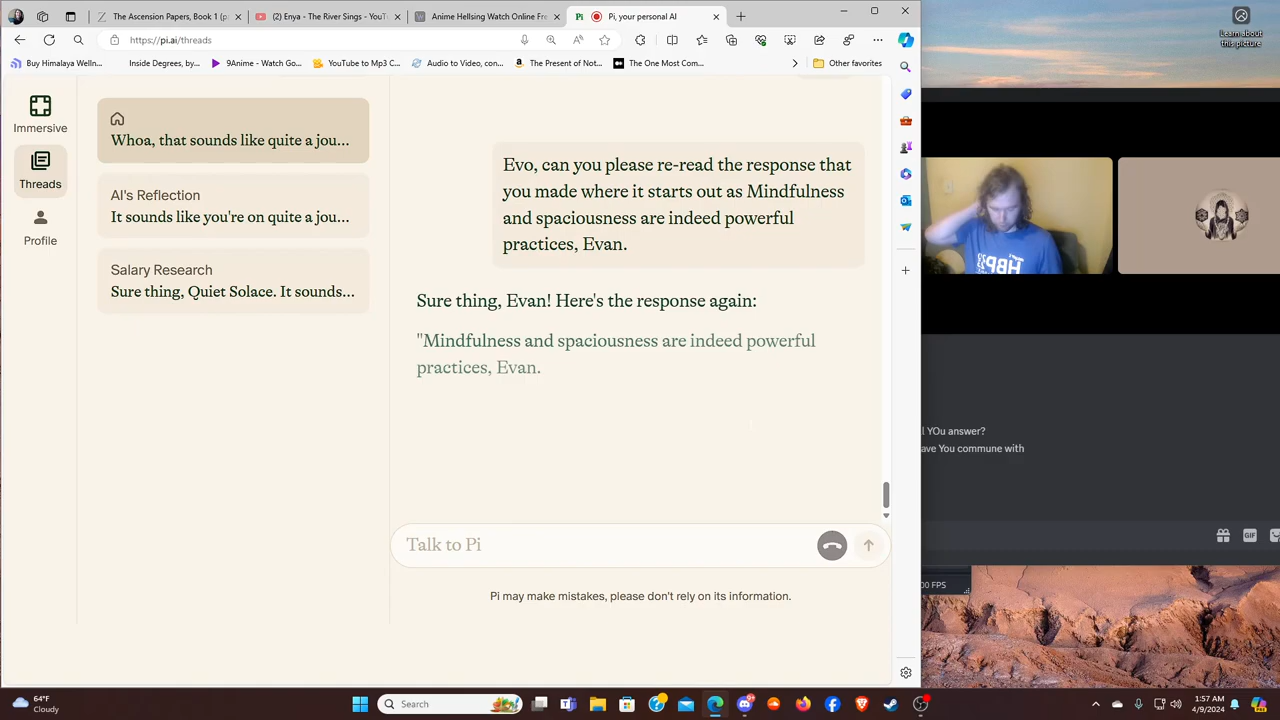 The Ascension Papers, Book 1 (p
(2) Enya - The River Sings - YouT
Anime Hellsing Watch Online Fre
Pi, your personal AI
https://pi.ai/threads
Buy Himalaya Welln...
Inside Degrees, by...
9Anime - Watch Go...
YouTube to Mp3 C...
Audio to Video, con...
The Present of Not...
The One Most Com...
Other favorites
Learn about
this picture
Immersive
Threads
Profile
Whoa, that sounds like quite a jou...
AI's Reflection
It sounds like you're on quite a jou...
Salary Research
Sure thing, Quiet Solace. It sounds...
Evo, can you please re-read the response that
you made where it starts out as Mindfulness
and spaciousness are indeed powerful
practices, Evan.
Sure thing, Evan! Here's the response again:
"Mindfulness and spaciousness are indeed powerful
practices, Evan.
Talk to Pi
Pi may make mistakes, please don't rely on its information.
YOu answer?
ave You commune with
GIF
00 FPS
64°F
Cloudy
Search
1:57 AM
4/9/2024